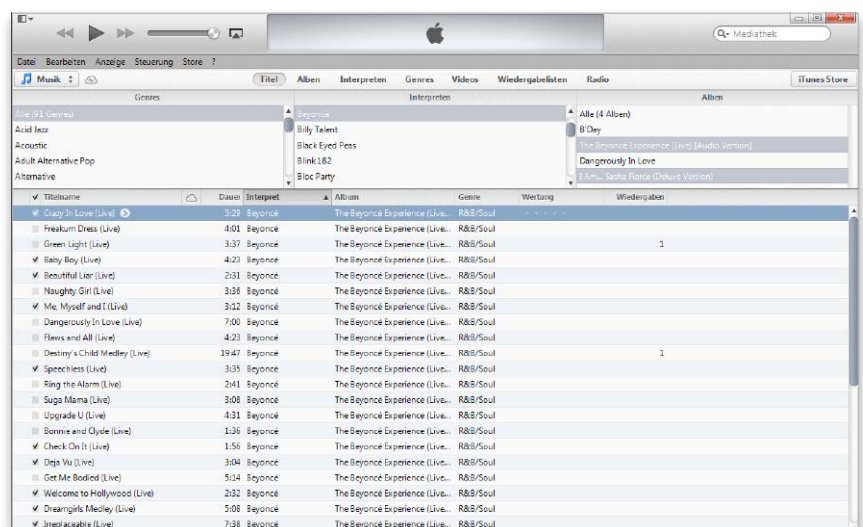 Mediathek
Datei Bearbeiten Anzeige Steuerung Store ?
Musik Titel Alben Interpreten Genres Videos Wiedergabelisten Radio iTunes Store
Genres Interpreten Alben
Alle (91 Genres) Beyoncé Alle (4 Alben)
Acid Jazz Billy Talent B'Day
Acoustic Black Eyed Peas The Beyoncé Experience (Live) [Audio Version]
Adult Alternative Pop Blink 182 Dangerously In Love
Alternative Bloc Party I Am... Sasha Fierce (Deluxe Version)
Titelname Dauer Interpret Album Genre Wertung Wiedergaben
Crazy In Love (Live) 5:29 Beyoncé The Beyoncé Experience (Live... R&B/Soul
Freakum Dress (Live) 4:01 Beyoncé The Beyoncé Experience (Live... R&B/Soul
Green Light (Live) 3:37 Beyoncé The Beyoncé Experience (Live... R&B/Soul 1
Baby Boy (Live) 4:23 Beyoncé The Beyoncé Experience (Live... R&B/Soul
Beautiful Liar (Live) 2:31 Beyoncé The Beyoncé Experience (Live... R&B/Soul
Naughty Girl (Live) 3:36 Beyoncé The Beyoncé Experience (Live... R&B/Soul
Me, Myself and I (Live) 3:12 Beyoncé The Beyoncé Experience (Live... R&B/Soul
Dangerously In Love (Live) 7:00 Beyoncé The Beyoncé Experience (Live... R&B/Soul
Flaws and All (Live) 4:23 Beyoncé The Beyoncé Experience (Live... R&B/Soul
Destiny's Child Medley (Live) 19:47 Beyoncé The Beyoncé Experience (Live... R&B/Soul 1
Speechless (Live) 3:35 Beyoncé The Beyoncé Experience (Live... R&B/Soul
Ring the Alarm (Live) 2:41 Beyoncé The Beyoncé Experience (Live... R&B/Soul
Suga Mama (Live) 3:08 Beyoncé The Beyoncé Experience (Live... R&B/Soul
Upgrade U (Live) 4:31 Beyoncé The Beyoncé Experience (Live... R&B/Soul
Bonnie and Clyde (Live) 1:36 Beyoncé The Beyoncé Experience (Live... R&B/Soul
Check On It (Live) 1:56 Beyoncé The Beyoncé Experience (Live... R&B/Soul
Deja Vu (Live) 3:04 Beyoncé The Beyoncé Experience (Live... R&B/Soul
Get Me Bodied (Live) 5:14 Beyoncé The Beyoncé Experience (Live... R&B/Soul
Welcome to Hollywood (Live) 2:32 Beyoncé The Beyoncé Experience (Live... R&B/Soul
Dreamgirls Medley (Live) 5:08 Beyoncé The Beyoncé Experience (Live... R&B/Soul
Irreplaceable (Live) 7:38 Beyoncé The Beyoncé Experience (Live... R&B/Soul